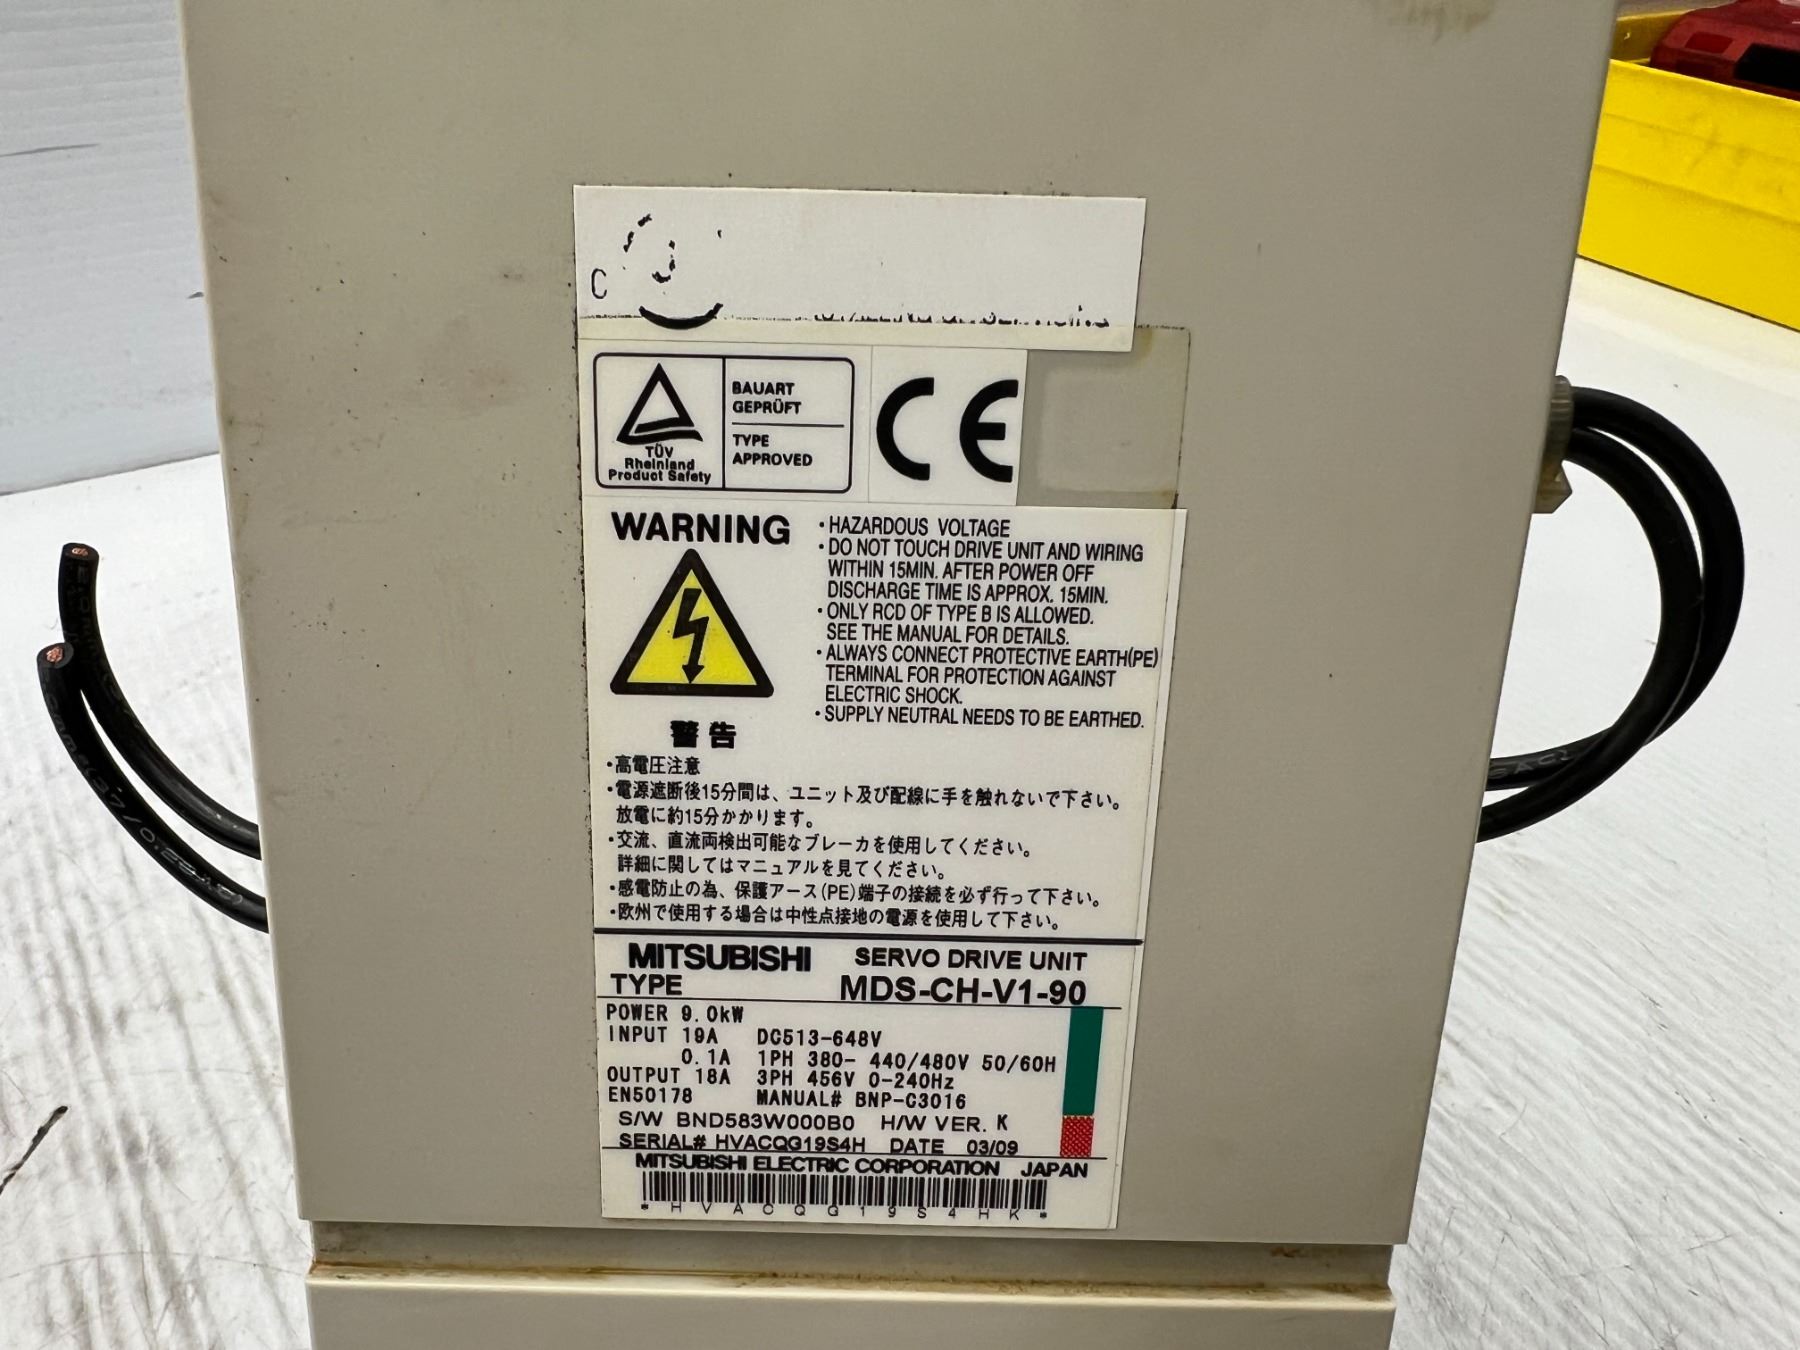 C
BAUART
GEPRÜFT
TYPE
APPROVED
TÜV
Rheinland
Product Safety
CE
WARNING
・HAZARDOUS VOLTAGE
・DO NOT TOUCH DRIVE UNIT AND WIRING
WITHIN 15MIN. AFTER POWER OFF
DISCHARGE TIME IS APPROX. 15MIN.
・ONLY RCD OF TYPE B IS ALLOWED.
SEE THE MANUAL FOR DETAILS.
・ALWAYS CONNECT PROTECTIVE EARTH(PE)
TERMINAL FOR PROTECTION AGAINST
ELECTRIC SHOCK.
・SUPPLY NEUTRAL NEEDS TO BE EARTHED.
警告
・高電圧注意
・電源遮断後15分間は、ユニット及び配線に手を触れないで下さい。
放電に約15分かかります。
・交流、直流両検出可能なブレーカを使用してください。
詳細に関してはマニュアルを見てください。
・感電防止の為、保護アース(PE)端子の接続を必ず行って下さい。
・欧州で使用する場合は中性点接地の電源を使用して下さい。
MITSUBISHI SERVO DRIVE UNIT
TYPE MDS-CH-V1-90
POWER 9.0kW
INPUT 19A DC513-648V
0.1A 1PH 380- 440/480V 50/60H
OUTPUT 18A 3PH 456V 0-240Hz
EN50178 MANUAL# BNP-C3016
S/W BND583W000B0 H/W VER. K
SERIAL# HVACQG19S4H DATE 03/09
MITSUBISHI ELECTRIC CORPORATION JAPAN
* H V A C Q G 1 9 S 4 H K *